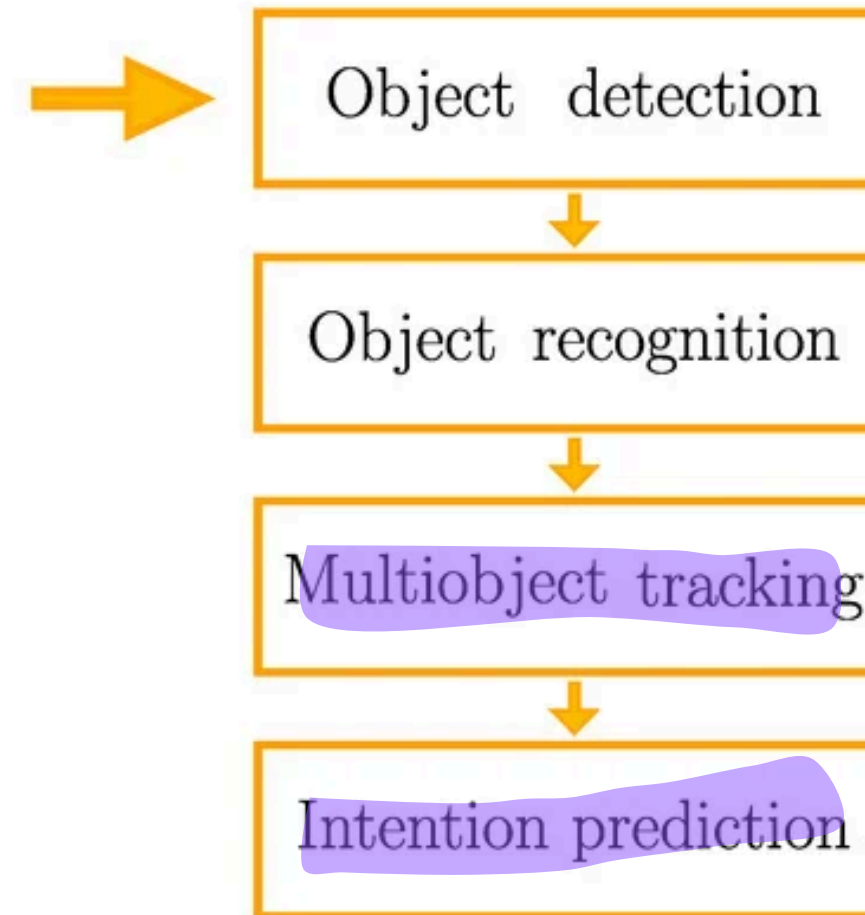 Object detection
Object recognition
Multiobject tracking
Intention prediction